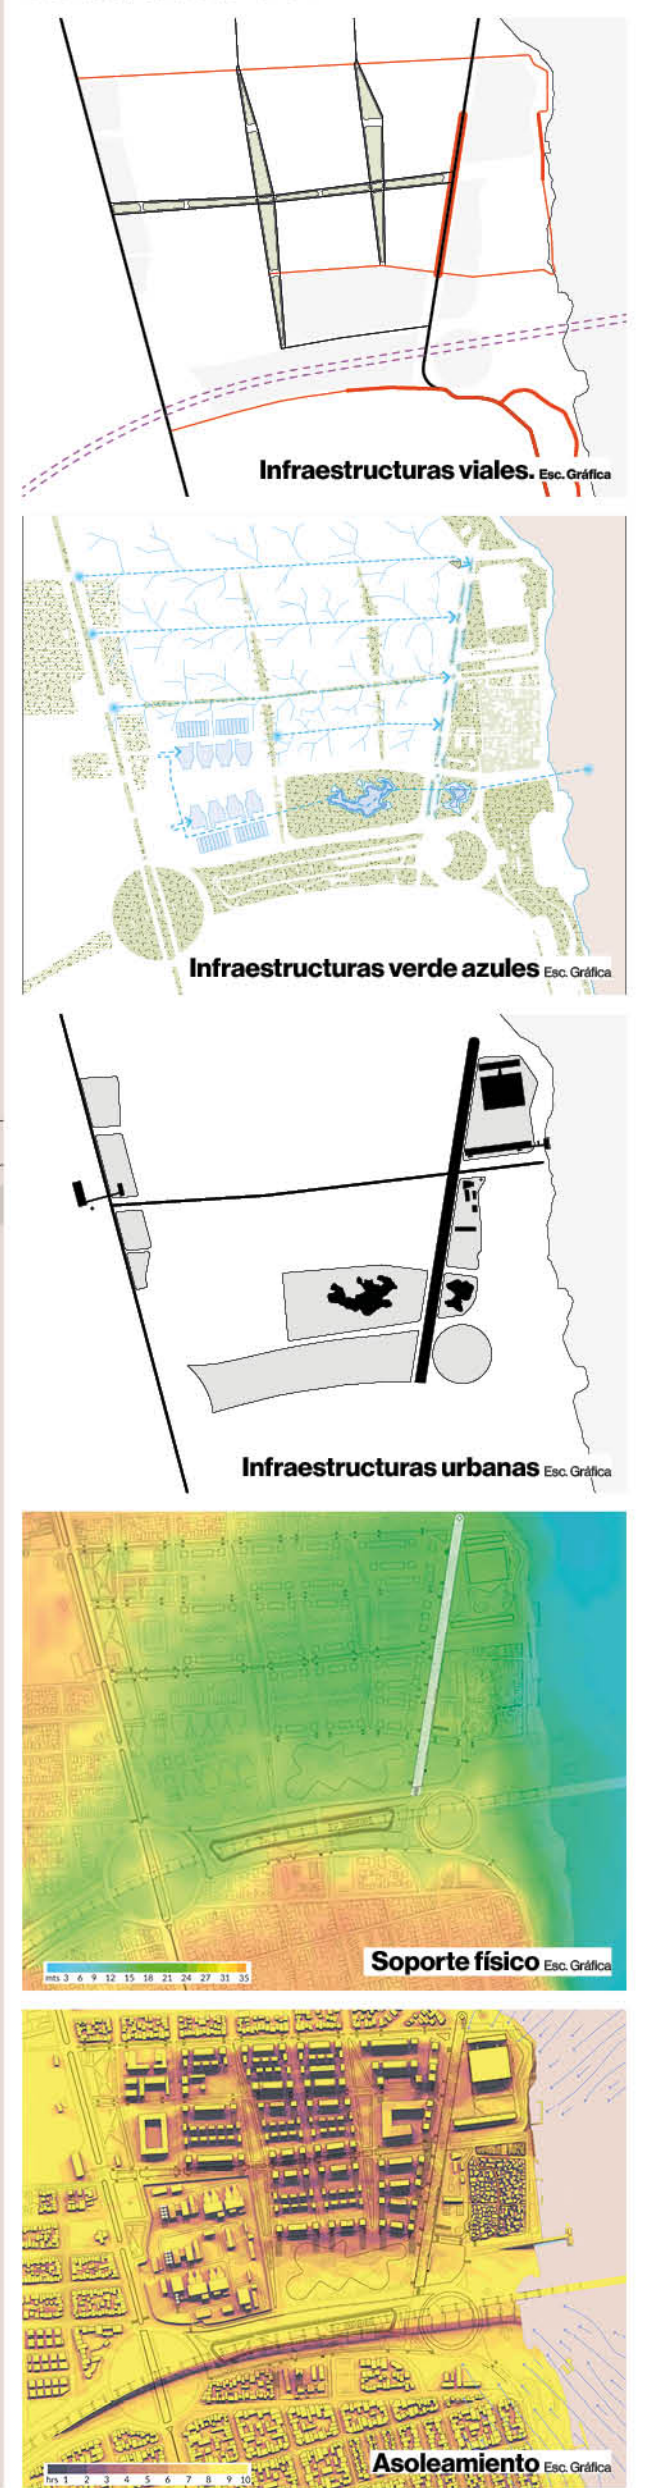 Infraestructuras viales. Esc. Gráfica
Infraestructuras verde azules Esc. Gráfica
Infraestructuras urbanas Esc. Gráfica
mts 3 6 9 12 15 18 21 24 27 31 35
Soporte físico Esc. Gráfica
hrs 1 2 3 4 5 6 7 8 9 10
Asoleamiento Esc. Gráfica